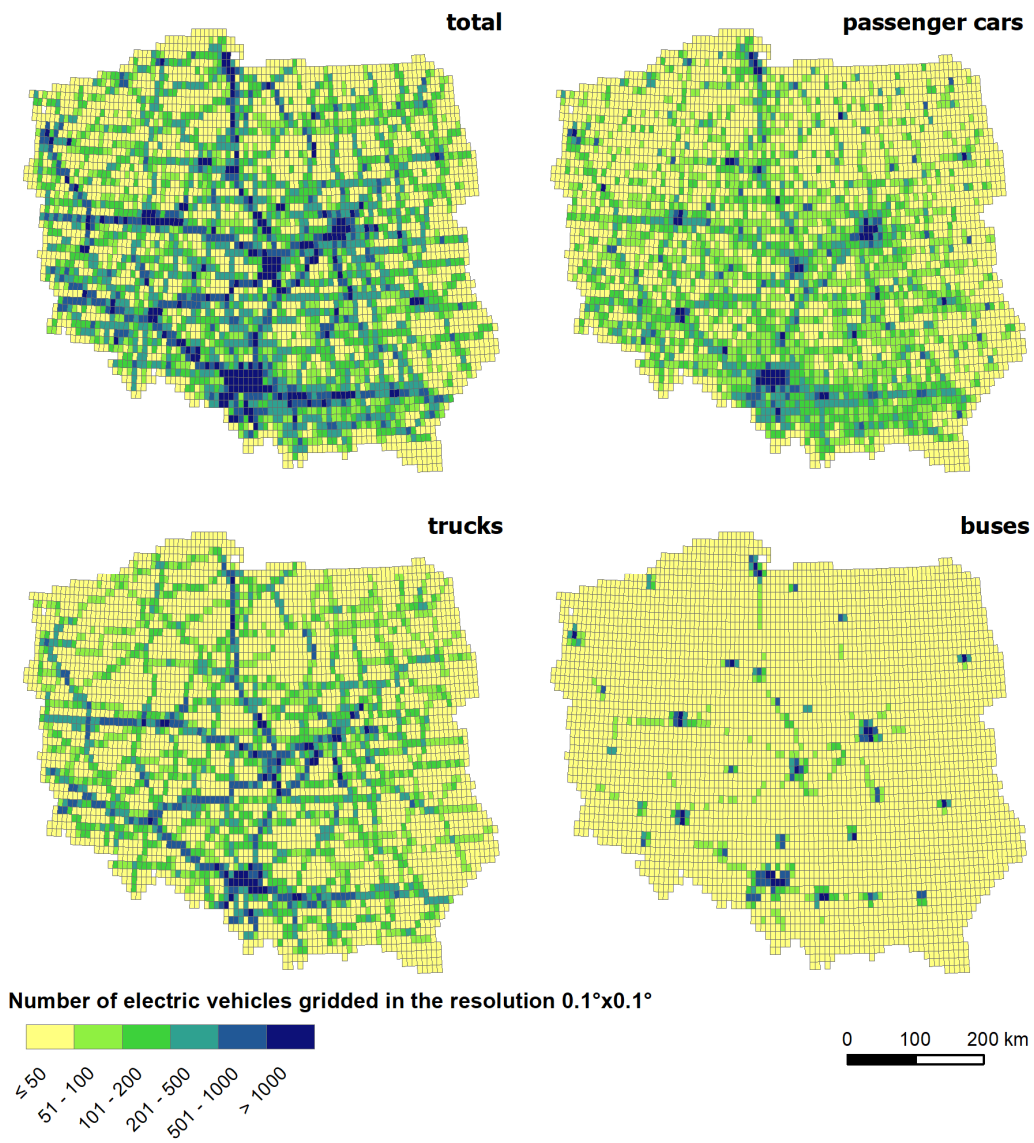 total
passenger cars
trucks
buses
Number of electric vehicles gridded in the resolution 0.1°x0.1°
≤ 50
51 - 100
101 - 200
201 - 500
501 - 1000
> 1000
0 100 200 km